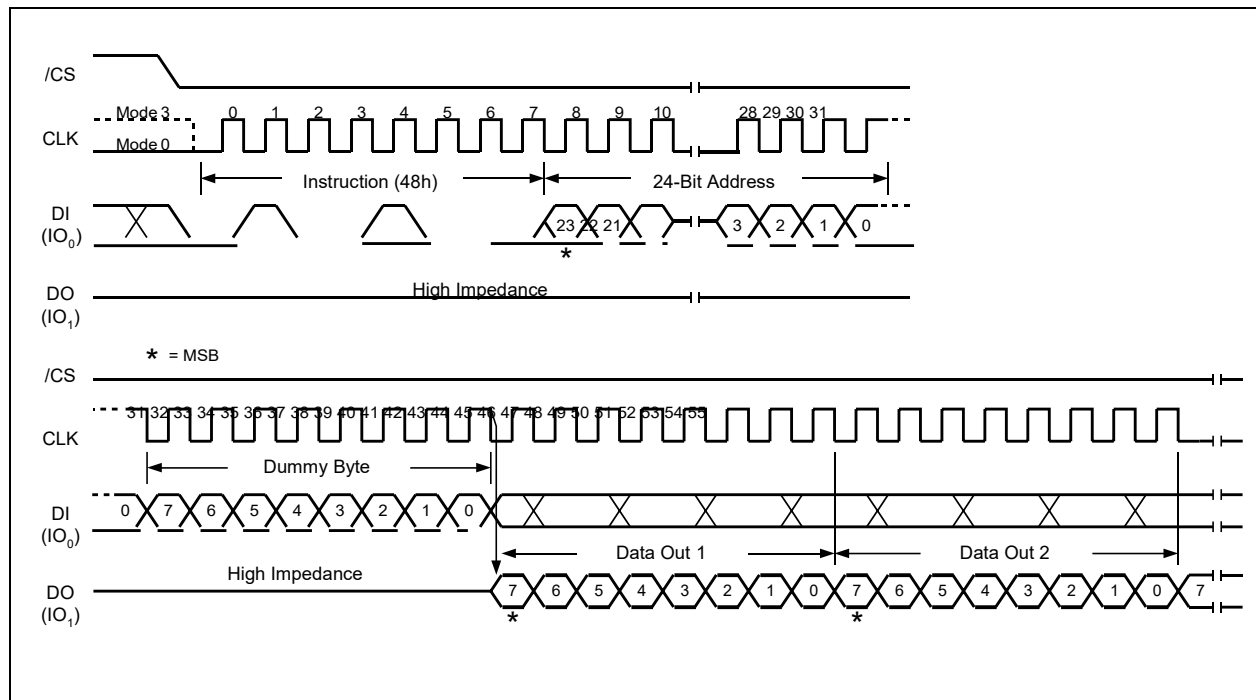 /CS
Mode 3 0 1 2 3 4 5 6 7 8 9 10 28 29 30 31
CLK
Mode 0
Instruction (48h) 24-Bit Address
DI
(IO0)
23 22 21 3 2 1 0
*
DO
(IO1)
High Impedance
* = MSB
/CS
31 32 33 34 35 36 37 38 39 40 41 42 43 44 45 46 47 48 49 50 51 52 53 54 55
CLK
Dummy Byte
DI
(IO0)
0 7 6 5 4 3 2 1 0
Data Out 1 Data Out 2
High Impedance
DO
(IO1)
7 6 5 4 3 2 1 0 7 6 5 4 3 2 1 0 7
* *